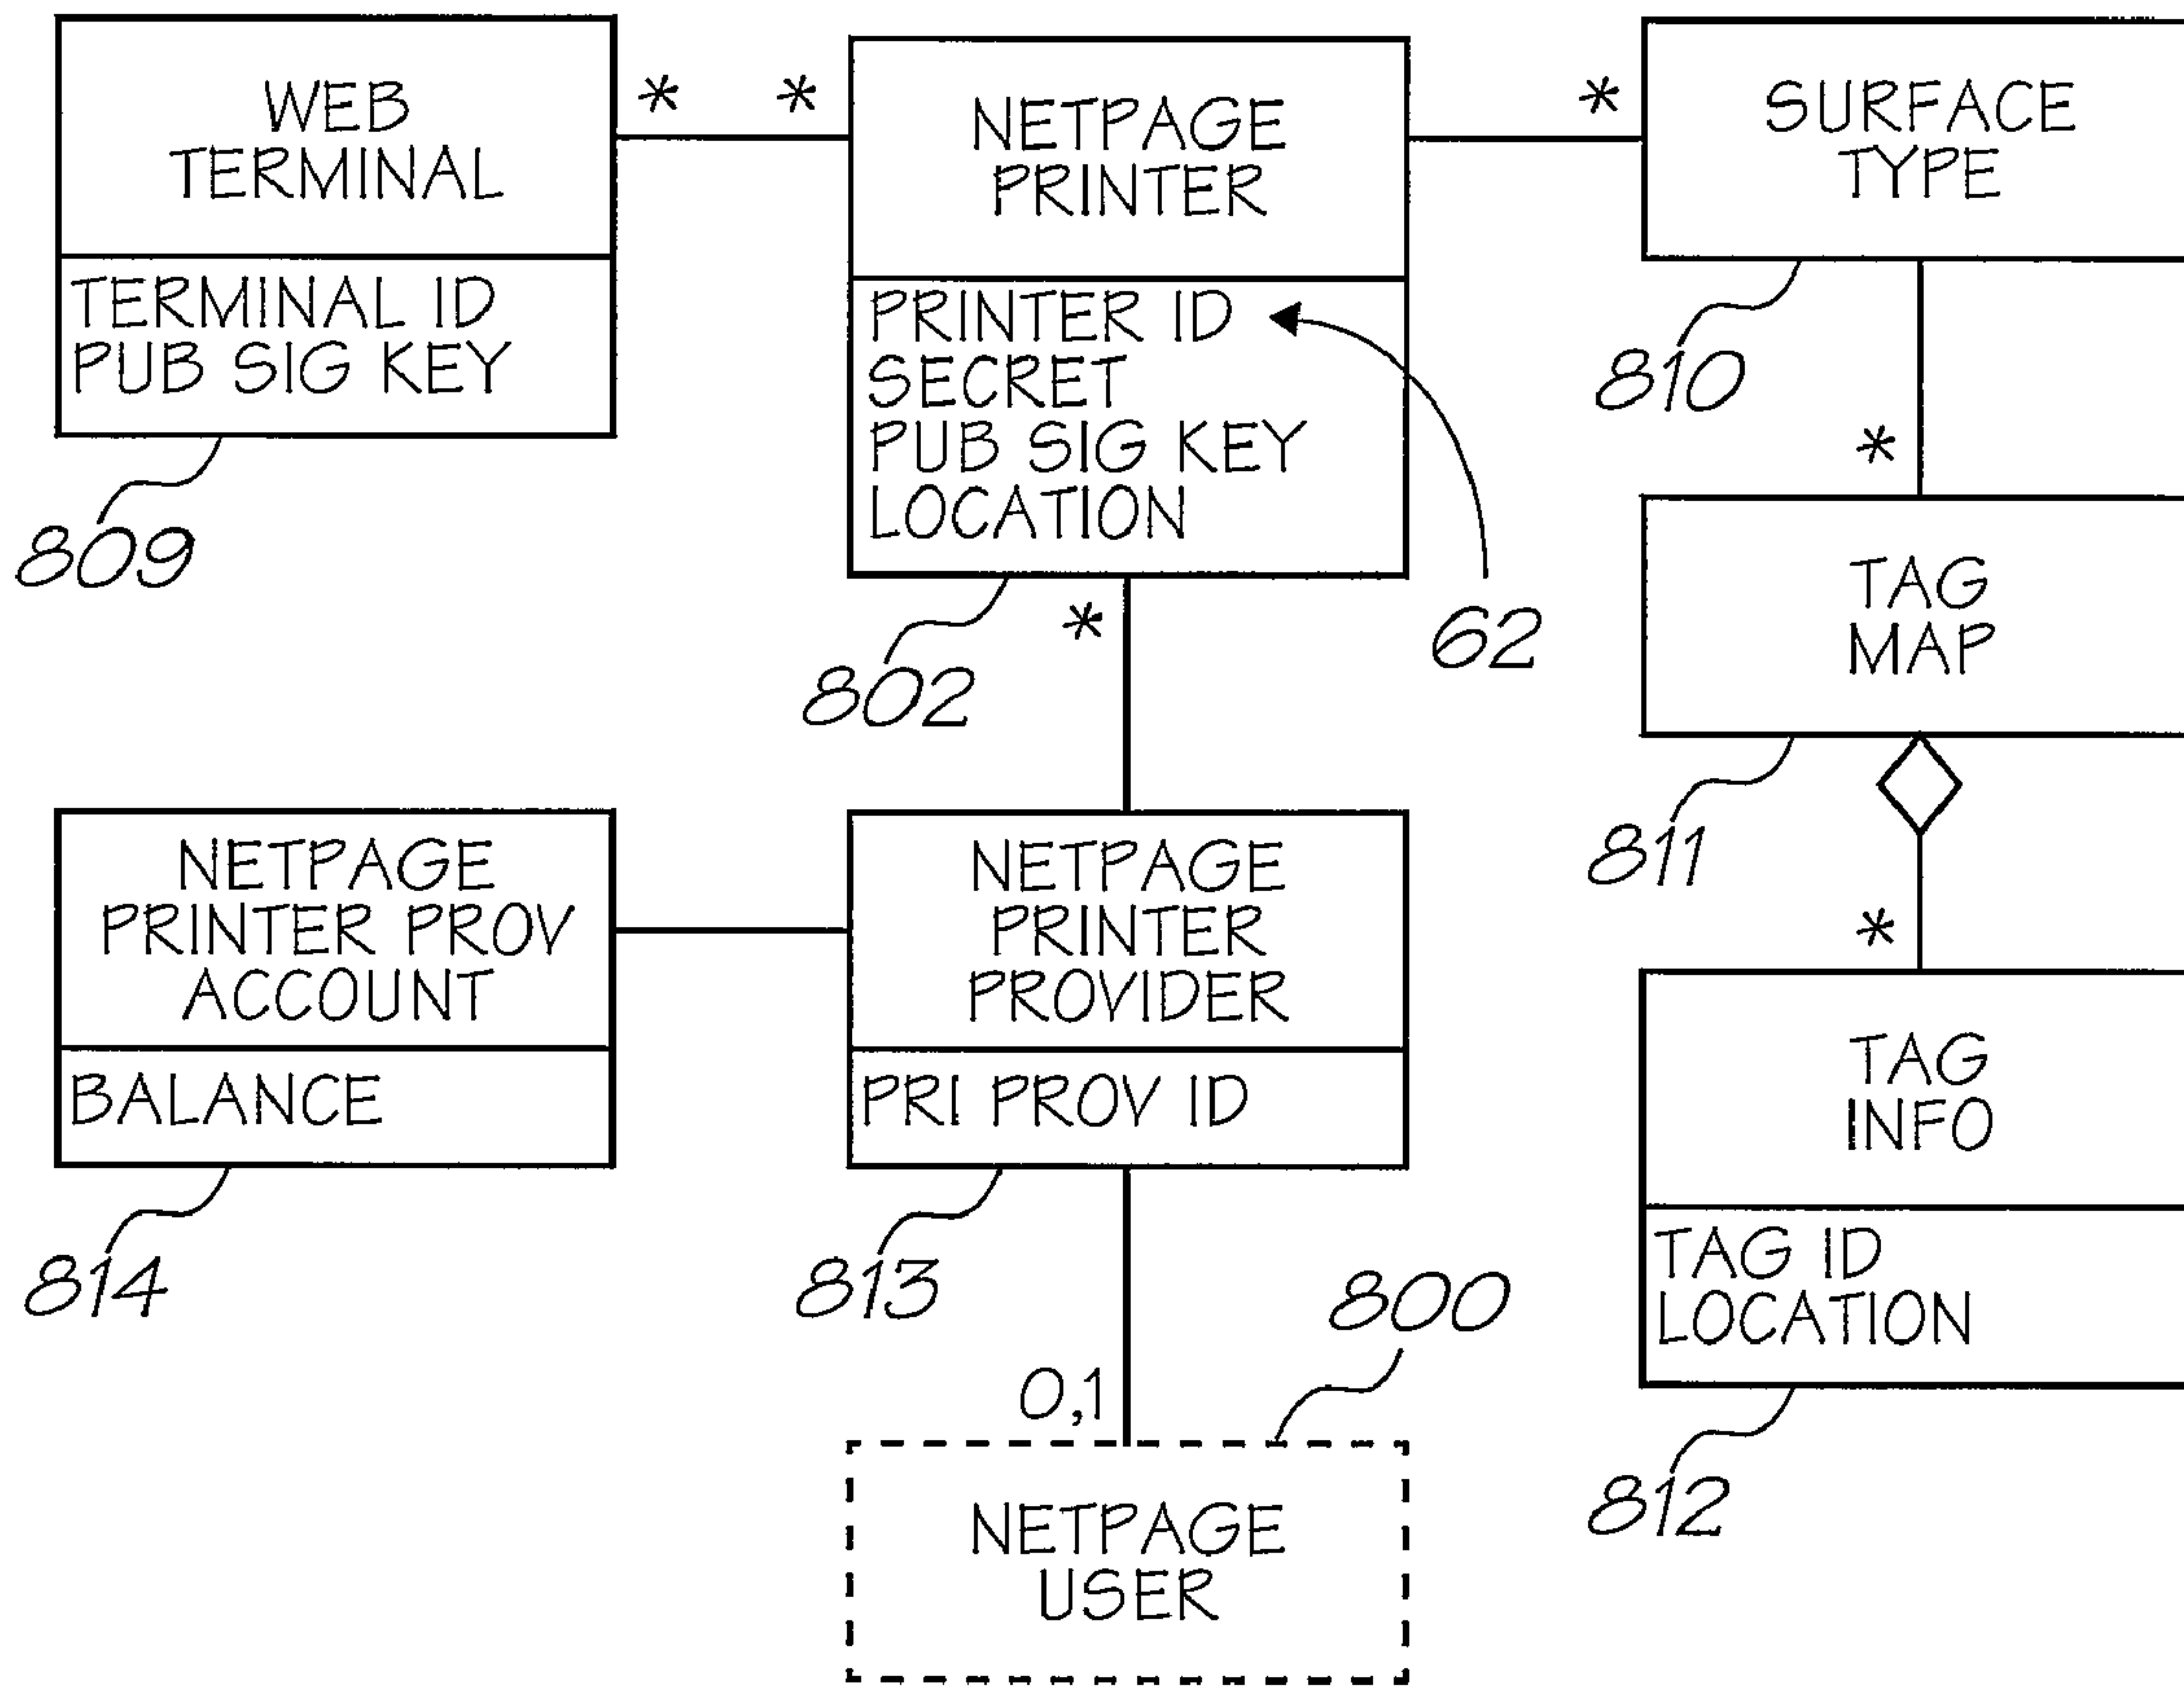 WEB
TERMINAL
TERMINAL ID
PUB SIG KEY
809
*
*
NETPAGE
PRINTER
PRINTER ID
SECRET
PUB SIG KEY
LOCATION
62
802
*
*
SURFACE
TYPE
810
*
TAG
MAP
811
*
NETPAGE
PRINTER PROV
ACCOUNT
BALANCE
814
NETPAGE
PRINTER
PROVIDER
PRI PROV ID
813
800
0,1
NETPAGE
USER
TAG
INFO
TAG ID
LOCATION
812